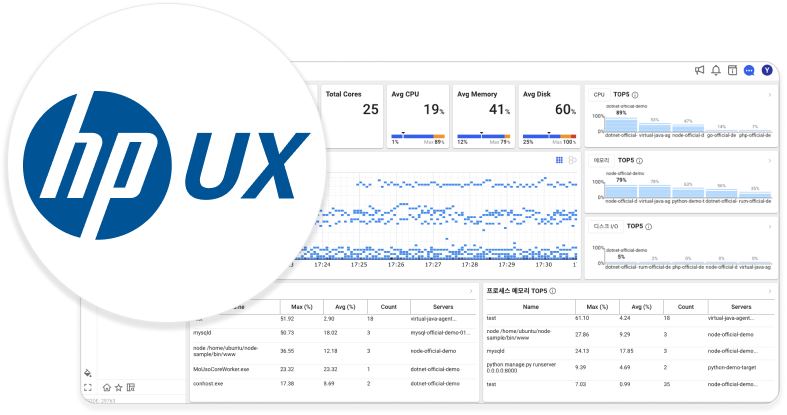 hp UX
Y
Total Cores
25
Avg CPU
19%
1% Max 89%
Avg Memory
41%
12% Max 79%
Avg Disk
60%
25% Max 100%
CPU TOP5
dotnet-official-demo
89%
100%
53% 47% 14% 7%
0%
dotnet-official- virtual-java-ag node-official-d go-official-de php-official-de
메모리 TOP5
node-official-demo
79%
100%
79% 63% 56% 35%
0%
node-official-d virtual-java-ag python-demo-t dotnet-official- num-official-de
디스크 I/O TOP5
dotnet-official-demo
5%
100%
2% 0% 0% 0%
0%
dotnet-official- num-official-de php-official-de node-official-d virtual-java-ag
17:24 17:25 17:26 17:27 17:28 17:29 17:30
Max (%) Avg (%) Count Servers
51.92 2.90 18 virtual-java-agent...
mysqld 50.73 18.02 3 mysql-official-demo-01...
node /home/ubuntu/node-
sample/bin/www 36.55 12.18 3 node-official-demo
MoUsoCoreWorker.exe 23.32 23.32 1 dotnet-official-demo
conhost.exe 17.38 8.69 2 dotnet-official-demo
프로세스 메모리 TOP5
Name Max (%) Avg (%) Count Servers
test 61.10 4.24 18 virtual-java-agent...
node /home/ubuntu/node-
sample/bin/www 27.86 9.29 3 node-official-demo
mysqld 24.13 17.85 3 node-official-demo...
python manage.py runserver
0.0.0.0:8000 9.39 4.69 2 python-demo-target
test 7.03 0.99 35 node-official-demo...